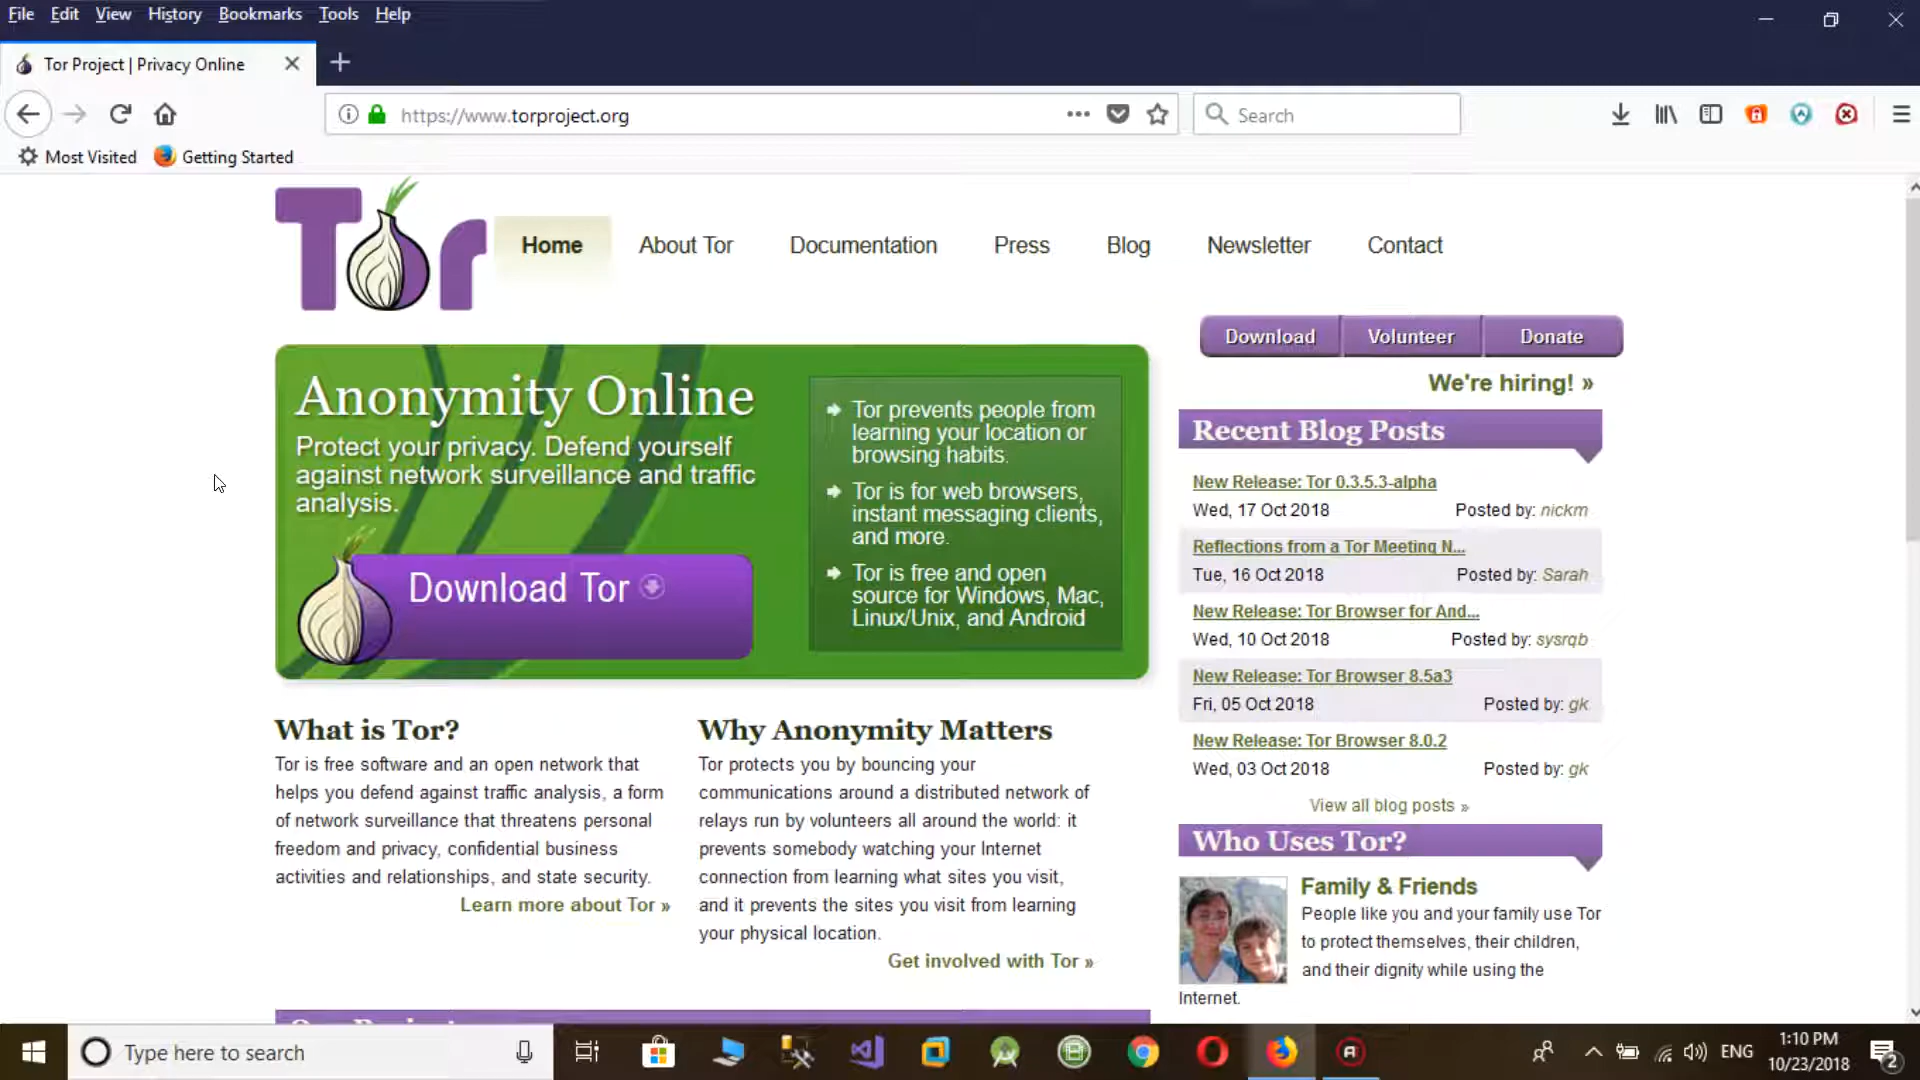 File Edit View History Bookmarks Tools Help
Tor Project | Privacy Online
https://www.torproject.org
Search
Most Visited Getting Started
Tor
Home About Tor Documentation Press Blog Newsletter Contact
Download Volunteer Donate
We're hiring! »
Anonymity Online
Protect your privacy. Defend yourself
against network surveillance and traffic
analysis.
Download Tor
Tor prevents people from
learning your location or
browsing habits.
Tor is for web browsers,
instant messaging clients,
and more.
Tor is free and open
source for Windows, Mac,
Linux/Unix, and Android
Recent Blog Posts
New Release: Tor 0.3.5.3-alpha
Wed, 17 Oct 2018 Posted by: nickm
Reflections from a Tor Meeting N...
Tue, 16 Oct 2018 Posted by: Sarah
New Release: Tor Browser for And...
Wed, 10 Oct 2018 Posted by: sysrqb
New Release: Tor Browser 8.5a3
Fri, 05 Oct 2018 Posted by: gk
New Release: Tor Browser 8.0.2
Wed, 03 Oct 2018 Posted by: gk
View all blog posts »
What is Tor?
Tor is free software and an open network that
helps you defend against traffic analysis, a form
of network surveillance that threatens personal
freedom and privacy, confidential business
activities and relationships, and state security.
Learn more about Tor »
Why Anonymity Matters
Tor protects you by bouncing your
communications around a distributed network of
relays run by volunteers all around the world: it
prevents somebody watching your Internet
connection from learning what sites you visit,
and it prevents the sites you visit from learning
your physical location.
Get involved with Tor »
Who Uses Tor?
Family & Friends
People like you and your family use Tor
to protect themselves, their children,
and their dignity while using the
Internet.
Type here to search
ENG
1:10 PM
10/23/2018
2